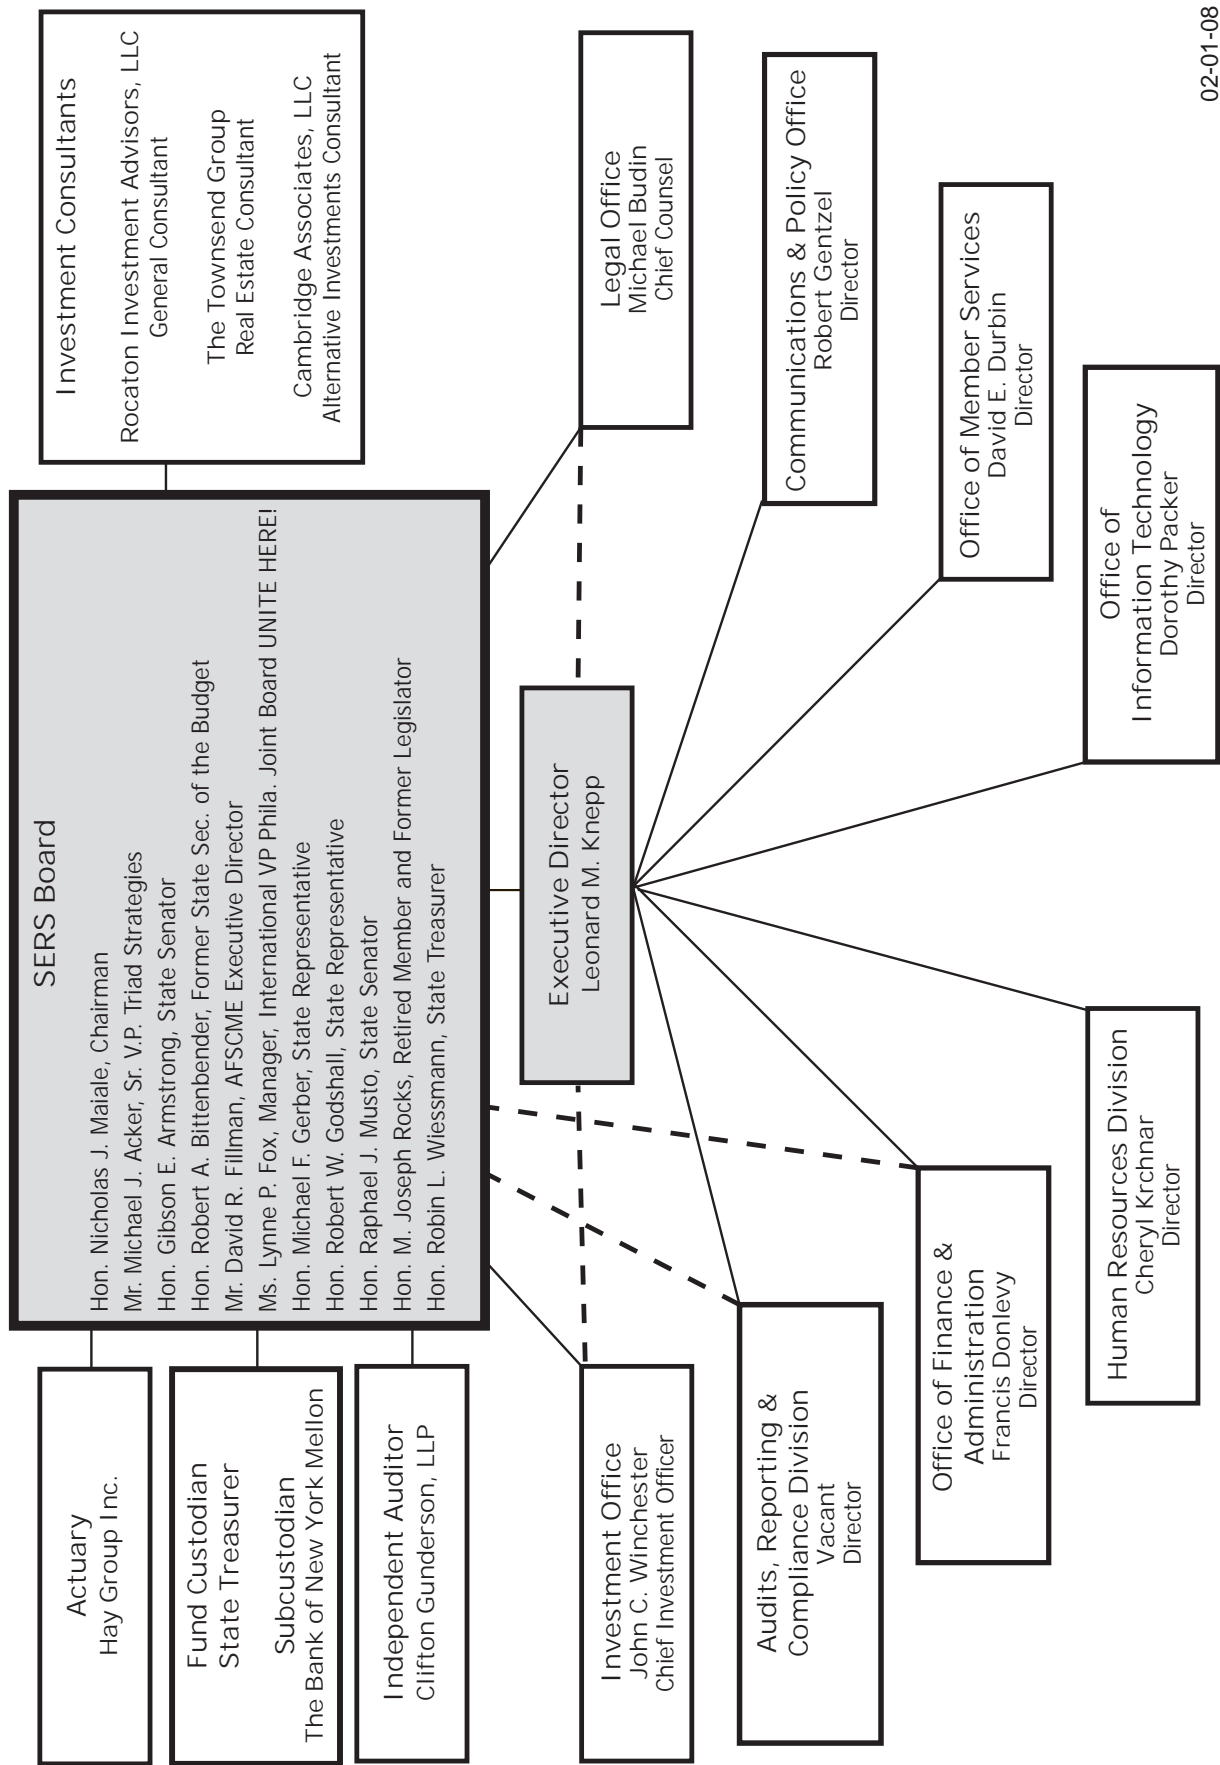 SERS Board
Hon. Nicholas J. Maiale, Chairman
Mr. Michael J. Acker, Sr. V.P. Triad Strategies
Hon. Gibson E. Armstrong, State Senator
Hon. Robert A. Bittenbender, Former State Sec. of the Budget
Mr. David R. Fillman, AFSCME Executive Director
Ms. Lynne P. Fox, Manager, International VP Phila. Joint Board UNITE HERE!
Hon. Michael F. Gerber, State Representative
Hon. Robert W. Godshall, State Representative
Hon. Raphael J. Musto, State Senator
Hon. M. Joseph Rocks, Retired Member and Former Legislator
Hon. Robin L. Wiessmann, State Treasurer
Actuary
Hay Group Inc.
Fund Custodian
State Treasurer
Subcustodian
The Bank of New York Mellon
Independent Auditor
Clifton Gunderson, LLP
Investment Consultants
Rocaton Investment Advisors, LLC
General Consultant
The Townsend Group
Real Estate Consultant
Cambridge Associates, LLC
Alternative Investments Consultant
Executive Director
Leonard M. Knepp
Investment Office
John C. Winchester
Chief Investment Officer
Legal Office
Michael Budin
Chief Counsel
Audits, Reporting &
Compliance Division
Vacant
Director
Communications & Policy Office
Robert Gentzel
Director
Office of Finance &
Administration
Francis Donlevy
Director
Office of Member Services
David E. Durbin
Director
Human Resources Division
Cheryl Krchnar
Director
Office of
Information Technology
Dorothy Packer
Director
02-01-08